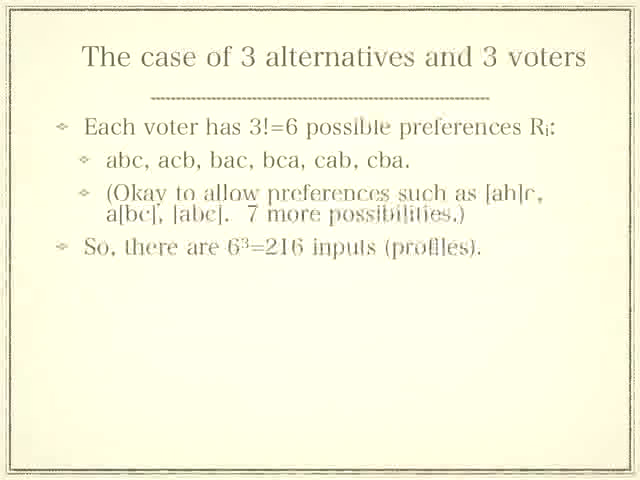 The case of 3 alternatives and 3 voters
Each voter has 3!=6 possible preferences Rᵢ:
abc, acb, bac, bca, cab, cba.
(Okay to allow preferences such as [ab]c,
a[bc], [abc]. 7 more possibilities.)
So, there are 6³=216 inputs (profiles).